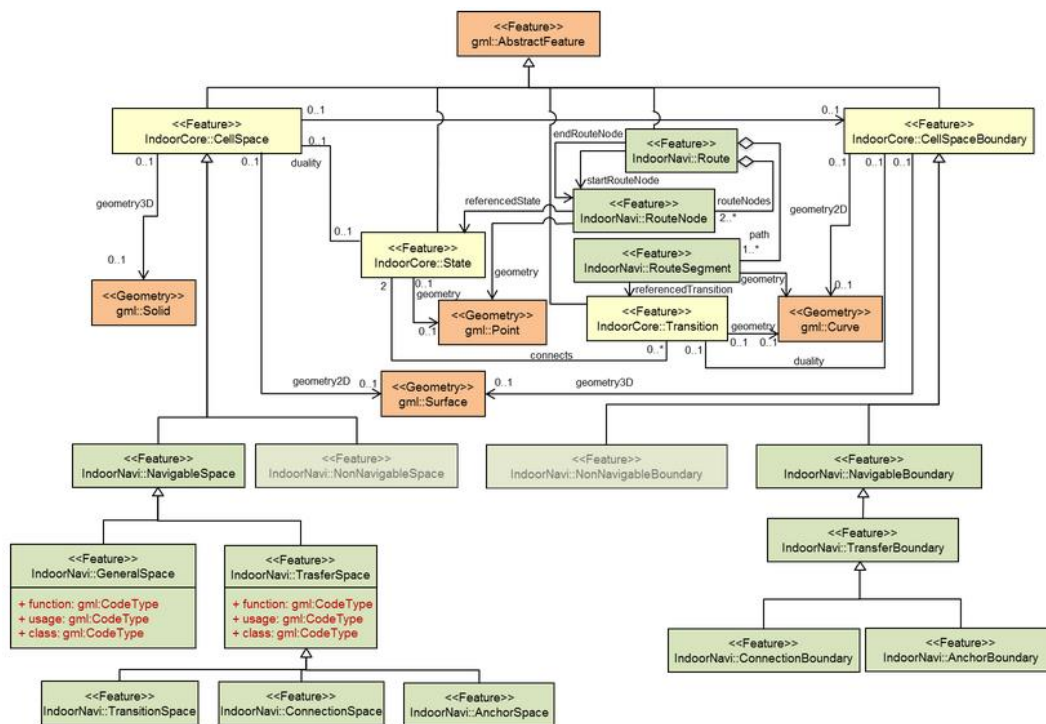 <<Feature>>
gml::AbstractFeature
<<Feature>>
IndoorCore::CellSpace
0..1
0..1
<<Feature>>
IndoorCore::CellSpaceBoundary
0..1
0..1
0..1
duality
endRouteNode
<<Feature>>
IndoorNavi::Route
0..1
0..1
0..1
startRouteNode
geometry3D
referencedState
<<Feature>>
IndoorNavi::RouteNode
routeNodes
2..*
geometry2D
0..1
<<Feature>>
IndoorCore::State
path
1..*
<<Feature>>
IndoorNavi::RouteSegment
0..1
geometry
geometry
2
0..1
geometry
0..1
referencedTransition
0..1
<<Geometry>>
gml::Solid
<<Geometry>>
gml::Point
<<Feature>>
IndoorCore::Transition
geometry
0..1
0..1
<<Geometry>>
gml::Curve
connects
0..*
0..1
duality
geometry2D
0..1
<<Geometry>>
gml::Surface
0..1
geometry3D
<<Feature>>
IndoorNavi::NavigableSpace
<<Feature>>
IndoorNavi::NonNavigableSpace
<<Feature>>
IndoorNavi::NonNavigableBoundary
<<Feature>>
IndoorNavi::NavigableBoundary
<<Feature>>
IndoorNavi::GeneralSpace
+ function: gml:CodeType
+ usage: gml:CodeType
+ class: gml:CodeType
<<Feature>>
IndoorNavi::TrasferSpace
+ function: gml:CodeType
+ usage: gml:CodeType
+ class: gml:CodeType
<<Feature>>
IndoorNavi::TransferBoundary
<<Feature>>
IndoorNavi::ConnectionBoundary
<<Feature>>
IndoorNavi::AnchorBoundary
<<Feature>>
IndoorNavi::TransitionSpace
<<Feature>>
IndoorNavi::ConnectionSpace
<<Feature>>
IndoorNavi::AnchorSpace